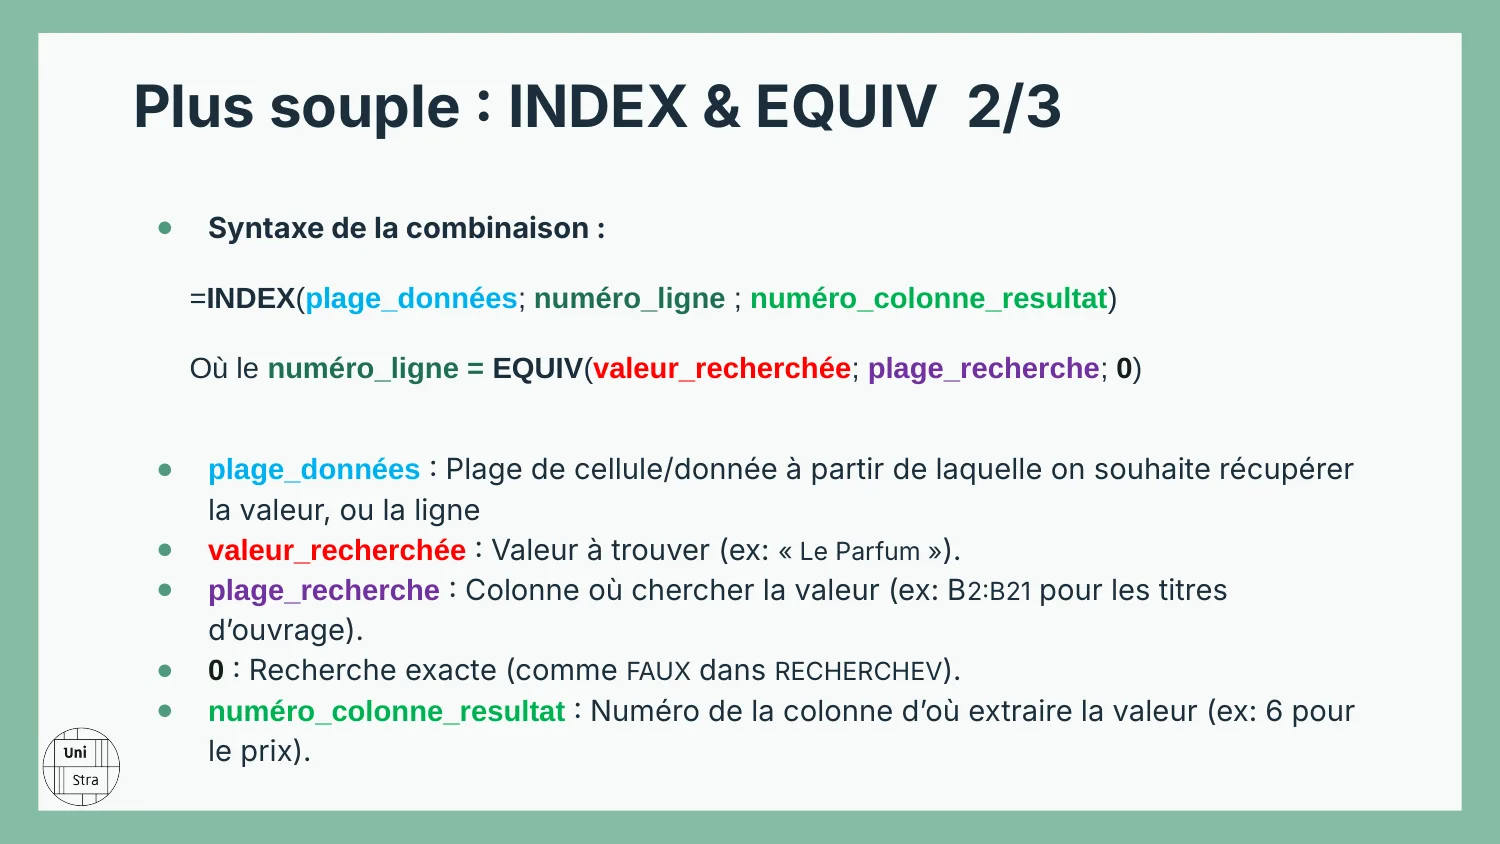 Plus souple : INDEX & EQUIV 2/3
Syntaxe de la combinaison :
=INDEX(plage_données; numéro_ligne ; numéro_colonne_resultat)
Où le numéro_ligne = EQUIV(valeur_recherchée; plage_recherche; 0)
plage_données : Plage de cellule/donnée à partir de laquelle on souhaite récupérer
la valeur, ou la ligne
valeur_recherchée : Valeur à trouver (ex: « Le Parfum »).
plage_recherche : Colonne où chercher la valeur (ex: B2:B21 pour les titres
d’ouvrage).
0 : Recherche exacte (comme FAUX dans RECHERCHEV).
numéro_colonne_resultat : Numéro de la colonne d’où extraire la valeur (ex: 6 pour
le prix).
Uni
Stra